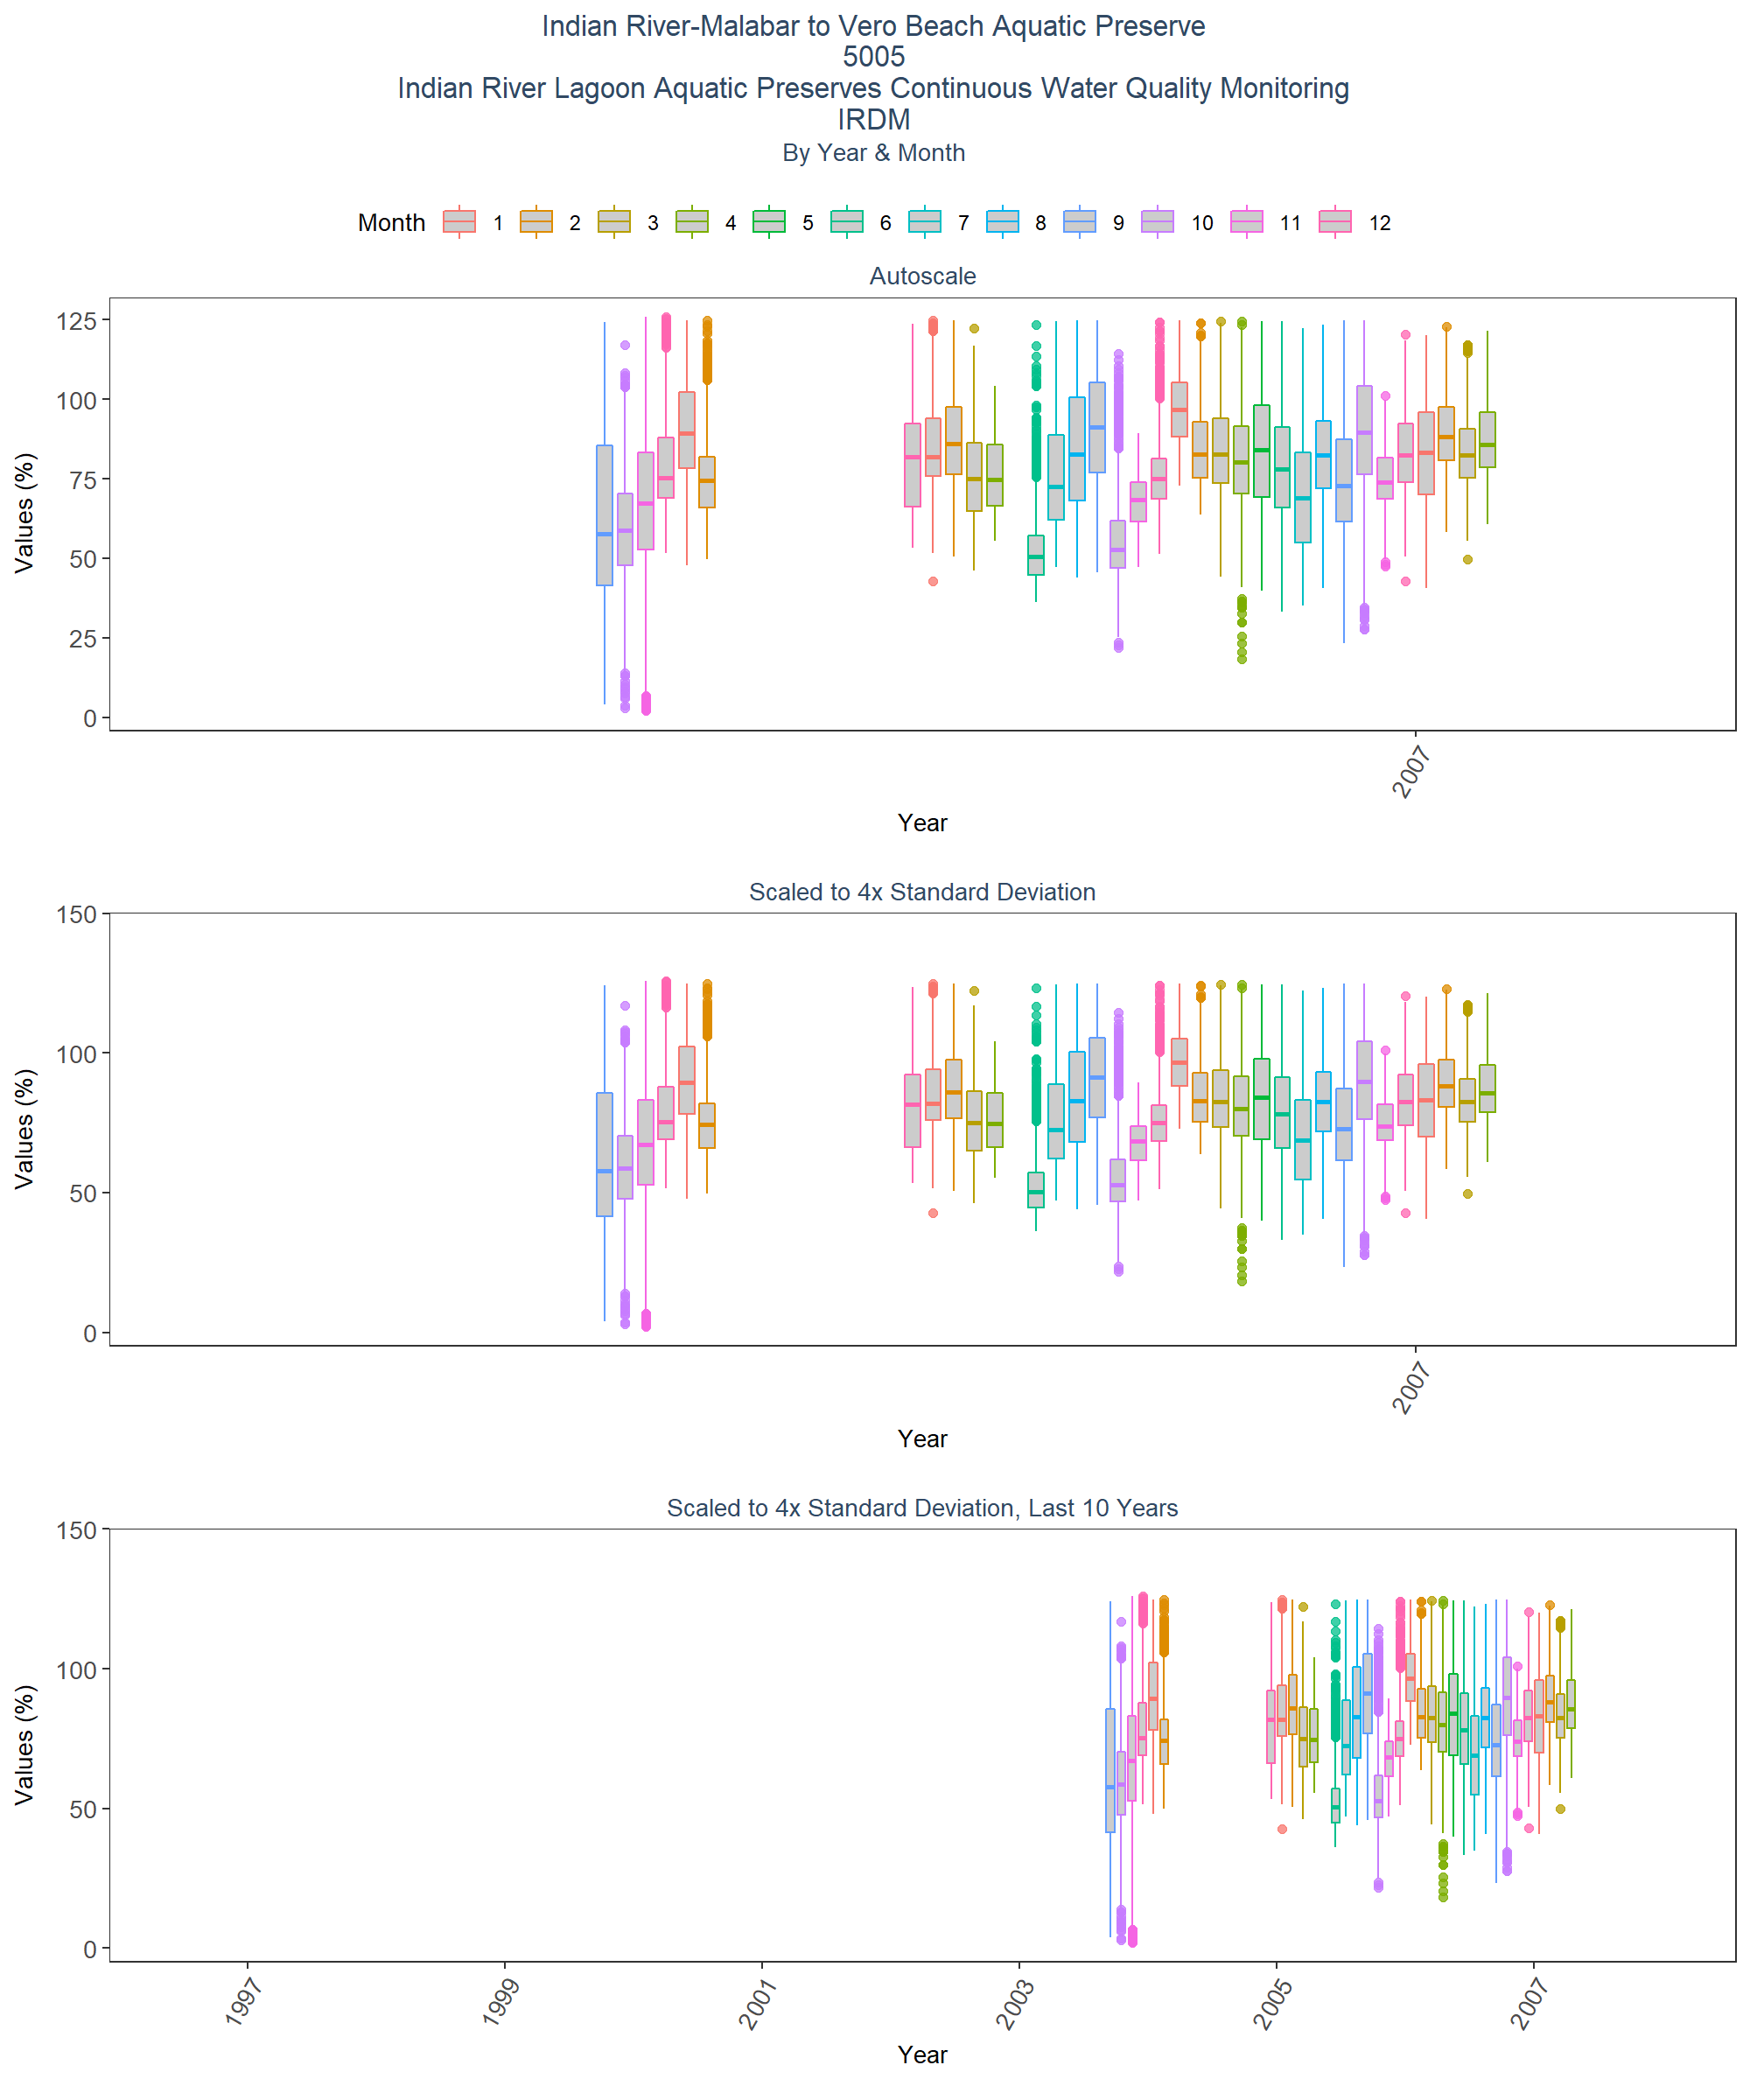 Indian River-Malabar to Vero Beach Aquatic Preserve
5005
Indian River Lagoon Aquatic Preserves Continuous Water Quality Monitoring
IRDM
By Year & Month
Month 1 2 3 4 5 6 7 8 9 10 11 12
Autoscale
Values (%)
125
100
75
50
25
0
2007
Year
Scaled to 4x Standard Deviation
Values (%)
150
100
50
0
2007
Year
Scaled to 4x Standard Deviation, Last 10 Years
Values (%)
150
100
50
0
1997 1999 2001 2003 2005 2007
Year